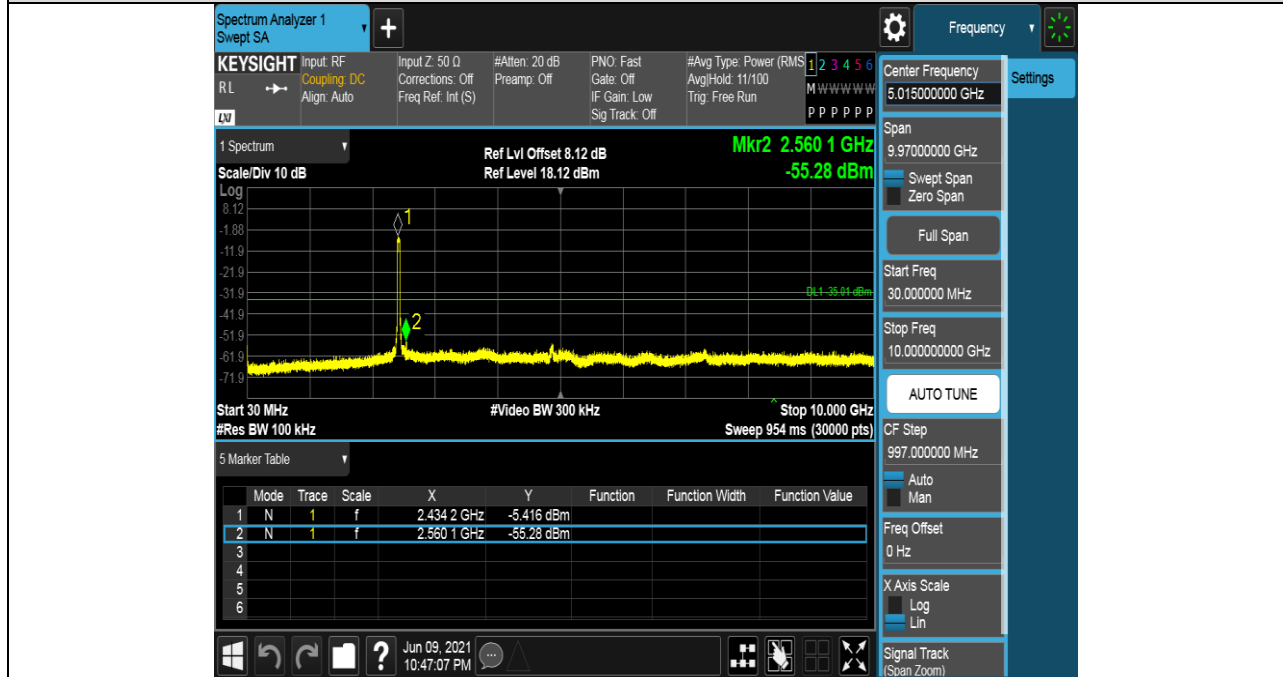 Spectrum Analyzer 1
Swept SA
+
Frequency
KEYSIGHT
RL
LXI
Input: RF
Coupling: DC
Align: Auto
Input Z: 50 Ω
Corrections: Off
Freq Ref: Int (S)
#Atten: 20 dB
Preamp: Off
PNO: Fast
Gate: Off
IF Gain: Low
Sig Track: Off
#Avg Type: Power (RMS
Avg|Hold: 11/100
Trig: Free Run
1 2 3 4 5 6
M W W W W W
P P P P P P
1 Spectrum
Scale/Div 10 dB
Ref Lvl Offset 8.12 dB
Ref Level 18.12 dBm
Mkr2 2.560 1 GHz
-55.28 dBm
Log
8.12
-1.88
-11.9
-21.9
-31.9
-41.9
-51.9
-61.9
-71.9
1
2
DL1 -35.01 dBm
Start 30 MHz
#Res BW 100 kHz
#Video BW 300 kHz
Stop 10.000 GHz
Sweep 954 ms (30000 pts)
5 Marker Table
Mode Trace Scale X Y Function Function Width Function Value
1 N 1 f 2.434 2 GHz -5.416 dBm
2 N 1 f 2.560 1 GHz -55.28 dBm
3
4
5
6
?
Jun 09, 2021
10:47:07 PM
Center Frequency
5.015000000 GHz
Settings
Span
9.97000000 GHz
Swept Span
Zero Span
Full Span
Start Freq
30.000000 MHz
Stop Freq
10.000000000 GHz
AUTO TUNE
CF Step
997.000000 MHz
Auto
Man
Freq Offset
0 Hz
X Axis Scale
Log
Lin
Signal Track
(Span Zoom)